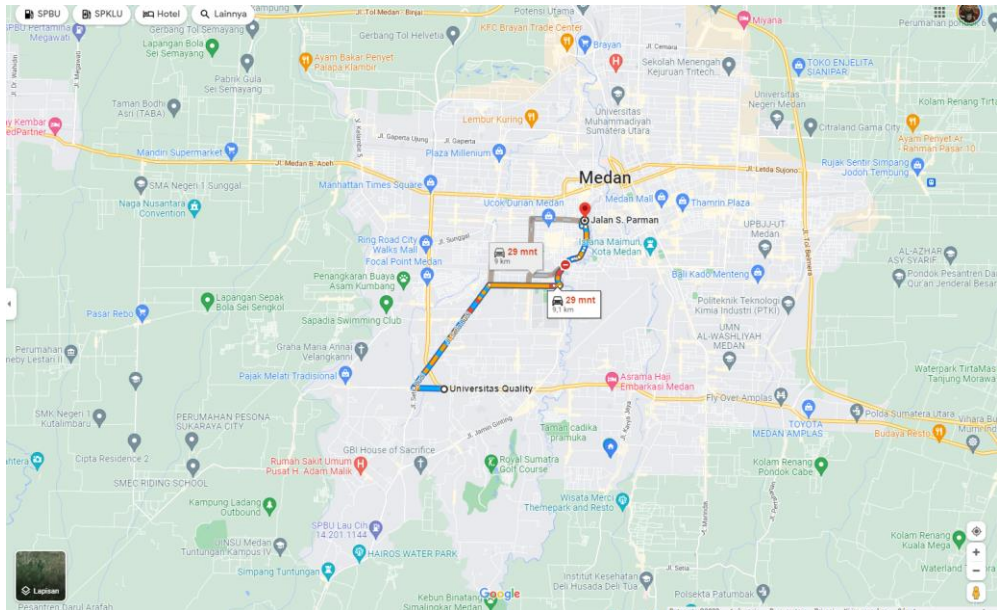 SPBU
SPKLU
Hotel
Lainnya
Potensi Utama
Miyana
Gerbang Tol Semayang
Jl. Tol Medan - Binjai
Gerbang Tol Helvetia
KFC Brayan Trade Center
SPBU Pertamina
Megawati
Lapangan Bola
Sei Semayang
Brayan
Jl. Cemara
TOKO ENJELITA
SIANIPAR
Ayam Bakar Penyet
Palapa Klambir
Sekolah Menengah
Kejuruan Tritech...
Pabrik Gula
Sei Semayang
Universitas
Muhammadiyah
Sumatera Utara
Universitas
Negeri Medan
Kolam Renang Tirta
Taman Bodhi
Asri (TABA)
Lembur Kuring
Citraland Gama City
Ayam Penyet Ar
Rahman Pasar 10
Jl. Gaperta Ujung
Jl. Gaperta
Mandiri Supermarket
Plaza Millenium
Jl. Medan B. Aceh
Jl. Letda Sujono
Rujak Sentir Simpang
Jodon Tembung
SMA Negeri 1 Sunggal
Manhattan Times Square
Medan
Naga Nusantara
Convention
Ucok Durian Medan
Medan Mall
Thamrin Plaza
Jalan S. Parman
UPBJJ-UT
Medan
Ring Road City
Walks Mall
Jl. Sunggal
Istana Maimun,
Kota Medan
Focal Point Medan
29 mnt
9 km
AL-AZHAR
ASY SYARIF
Penangkaran Buaya
Asam Kumbang
Bali Kado Menteng
Jl. Tol Belmera
Pondok Pesantren Dar
Qur'an Jenderal Besar
Lapangan Sepak
Bola Sei Sengkol
29 mnt
9,1 km
Pasar Rebo
Sapadia Swimming Club
Politeknik Teknologi
Kimia Industri (PTKI)
UMN
AL-WASHLIYAH
MEDAN
Perumahan
Graha Maria Annai
Velangkanni
Pajak Melati Tradisional
Universitas Quality
Asrama Haji
Embarkasi Medan
Waterpark TirtaMas
Tanjung Morawa
Fly Over Amplas
SMK Negeri 1
Kutalimbaru
PERUMAHAN PESONA
SUKARAYA CITY
Jl. Jamin Ginting
Jl. Karya Jaya
TOYOTA
MEDAN AMPLAS
Polda Sumatera Utara
Taman cadika
pramuka
Budaya Resto
Cipta Residence 2
GBI House of Sacrifice
SMEC RIDING SCHOOL
Rumah Sakit Umum
Pusat H. Adam Malik
Royal Sumatra
Golf Course
Kolam Renang
Pondok Cabe
Kampung Ladang
Outbound
Wisata Merci
Themepark and Resto
Jl. Marindal
SPBU Lau Cih
14.201.1144
UINSU Medan
Tuntungan Kampus IV
HAIROS WATER PARK
Kolam Renang
Kuala Mega
Simpang Tuntungan
Lapisan
Institut Kesehatan
Deli Husada Deli Tua
Google
Kebun Binatang
Simalingkar Medan
Polsekta Patumbak
Pesantren Darul Arafah